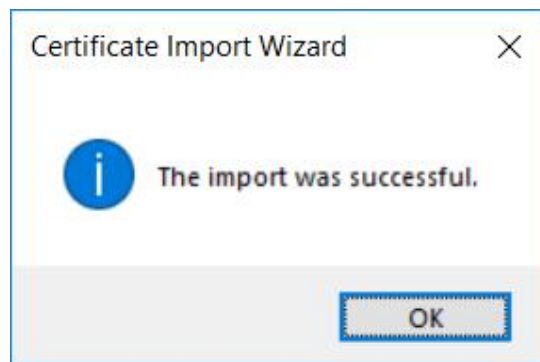 Certificate Import Wizard
The import was successful.
OK